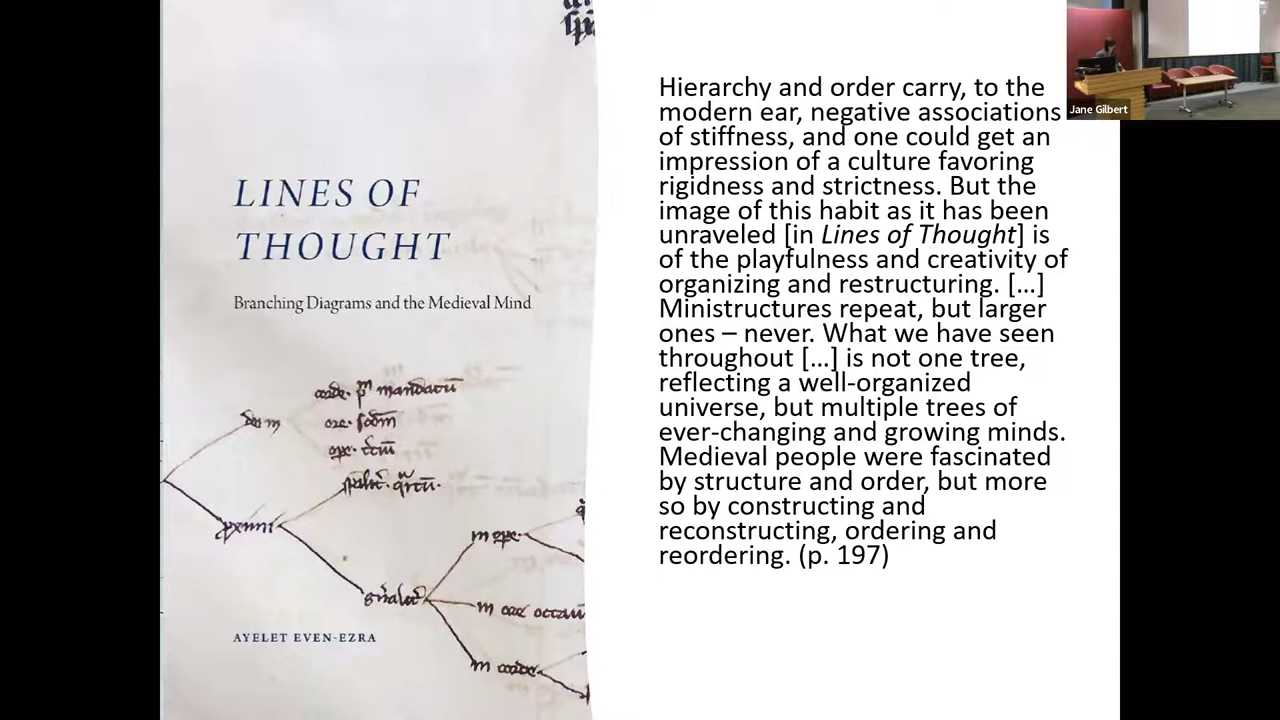 LINES OF
THOUGHT
Branching Diagrams and the Medieval Mind
AYELET EVEN-EZRA
Hierarchy and order carry, to the
modern ear, negative associations
of stiffness, and one could get an
impression of a culture favoring
rigidness and strictness. But the
image of this habit as it has been
unraveled [in Lines of Thought] is
of the playfulness and creativity of
organizing and restructuring. […]
Ministructures repeat, but larger
ones – never. What we have seen
throughout […] is not one tree,
reflecting a well-organized
universe, but multiple trees of
ever-changing and growing minds.
Medieval people were fascinated
by structure and order, but more
so by constructing and
reconstructing, ordering and
reordering. (p. 197)
Jane Gilbert